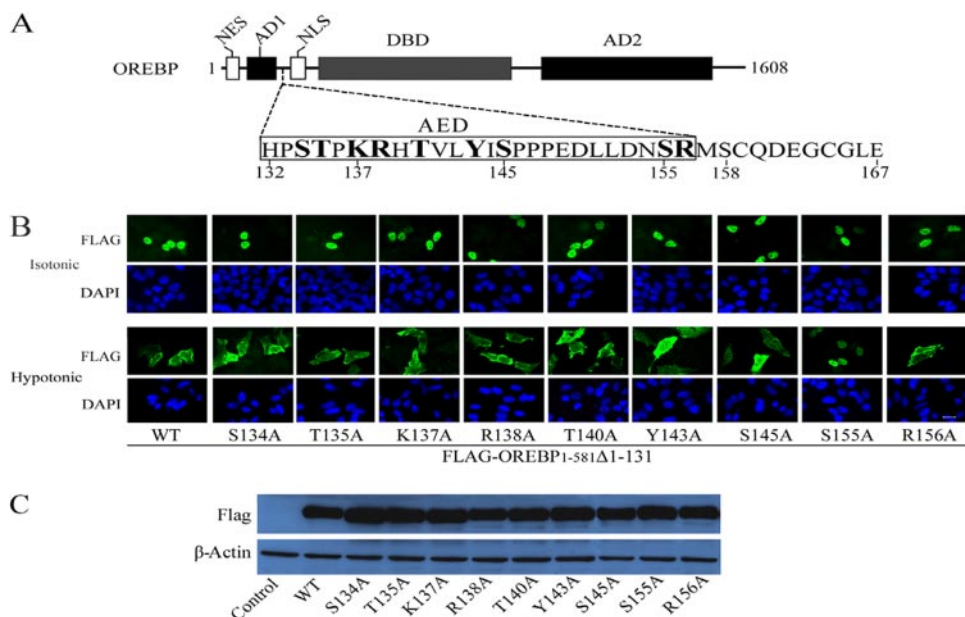 A
NES
AD1
NLS
DBD
AD2
OREBP
1
1608
AED
HPSTPKRHTVLYISPPPEDLLDNSRMSCQDEGCGLE
132 137 145 155 158 167
B
FLAG
Isotonic
DAPI
FLAG
Hypotonic
DAPI
WT S134A T135A K137A R138A T140A Y143A S145A S155A R156A
FLAG-OREBP1-581Δ1-131
C
Flag
β-Actin
Control WT S134A T135A K137A R138A T140A Y143A S145A S155A R156A